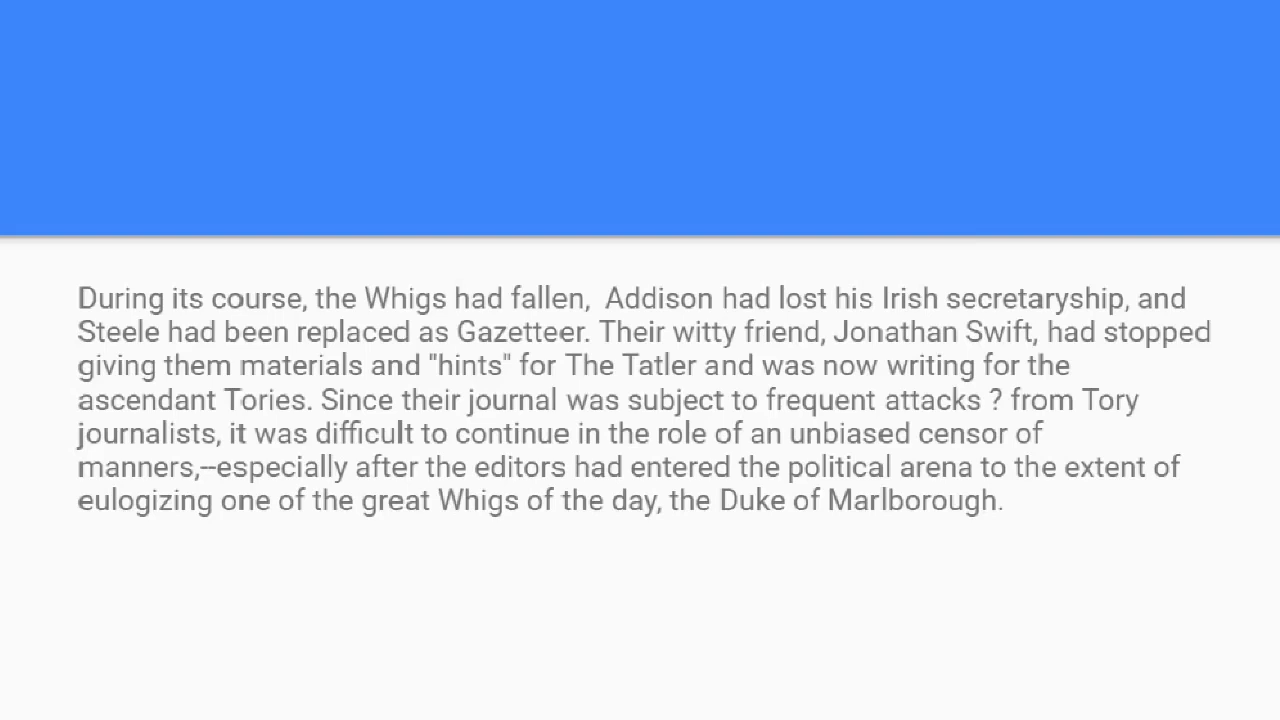 During its course, the Whigs had fallen,  Addison had lost his Irish secretaryship, and
Steele had been replaced as Gazetteer. Their witty friend, Jonathan Swift, had stopped
giving them materials and "hints" for The Tatler and was now writing for the
ascendant Tories. Since their journal was subject to frequent attacks ? from Tory
journalists, it was difficult to continue in the role of an unbiased censor of
manners,--especially after the editors had entered the political arena to the extent of
eulogizing one of the great Whigs of the day, the Duke of Marlborough.